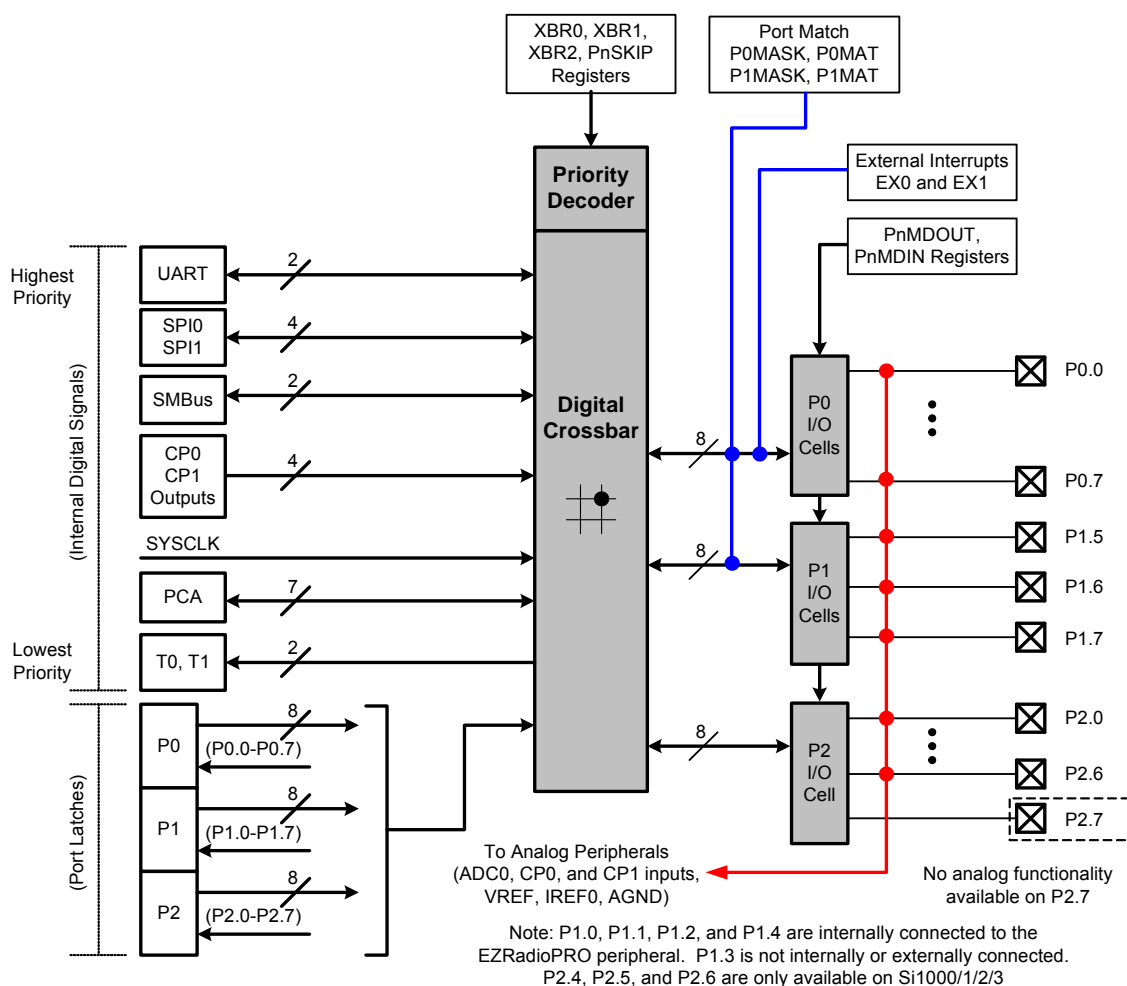 XBR0, XBR1,
XBR2, PnSKIP
Registers
Port Match
P0MASK, P0MAT
P1MASK, P1MAT
External Interrupts
EX0 and EX1
Priority
Decoder
PnMDOUT,
PnMDIN Registers
Highest
Priority
(Internal Digital Signals)
Lowest
Priority
UART
2
SPI0
SPI1
4
SMBus
2
CP0
CP1
Outputs
4
SYSCLK
PCA
7
T0, T1
2
Digital
Crossbar
8
P0
I/O
Cells
P0.0
P0.7
8
P1
I/O
Cells
P1.5
P1.6
P1.7
8
P2
I/O
Cell
P2.0
P2.6
P2.7
(Port Latches)
P0
8
(P0.0-P0.7)
P1
8
(P1.0-P1.7)
P2
8
(P2.0-P2.7)
To Analog Peripherals
(ADC0, CP0, and CP1 inputs,
VREF, IREF0, AGND)
No analog functionality
available on P2.7
Note: P1.0, P1.1, P1.2, and P1.4 are internally connected to the
EZRadioPRO peripheral. P1.3 is not internally or externally connected.
P2.4, P2.5, and P2.6 are only available on Si1000/1/2/3